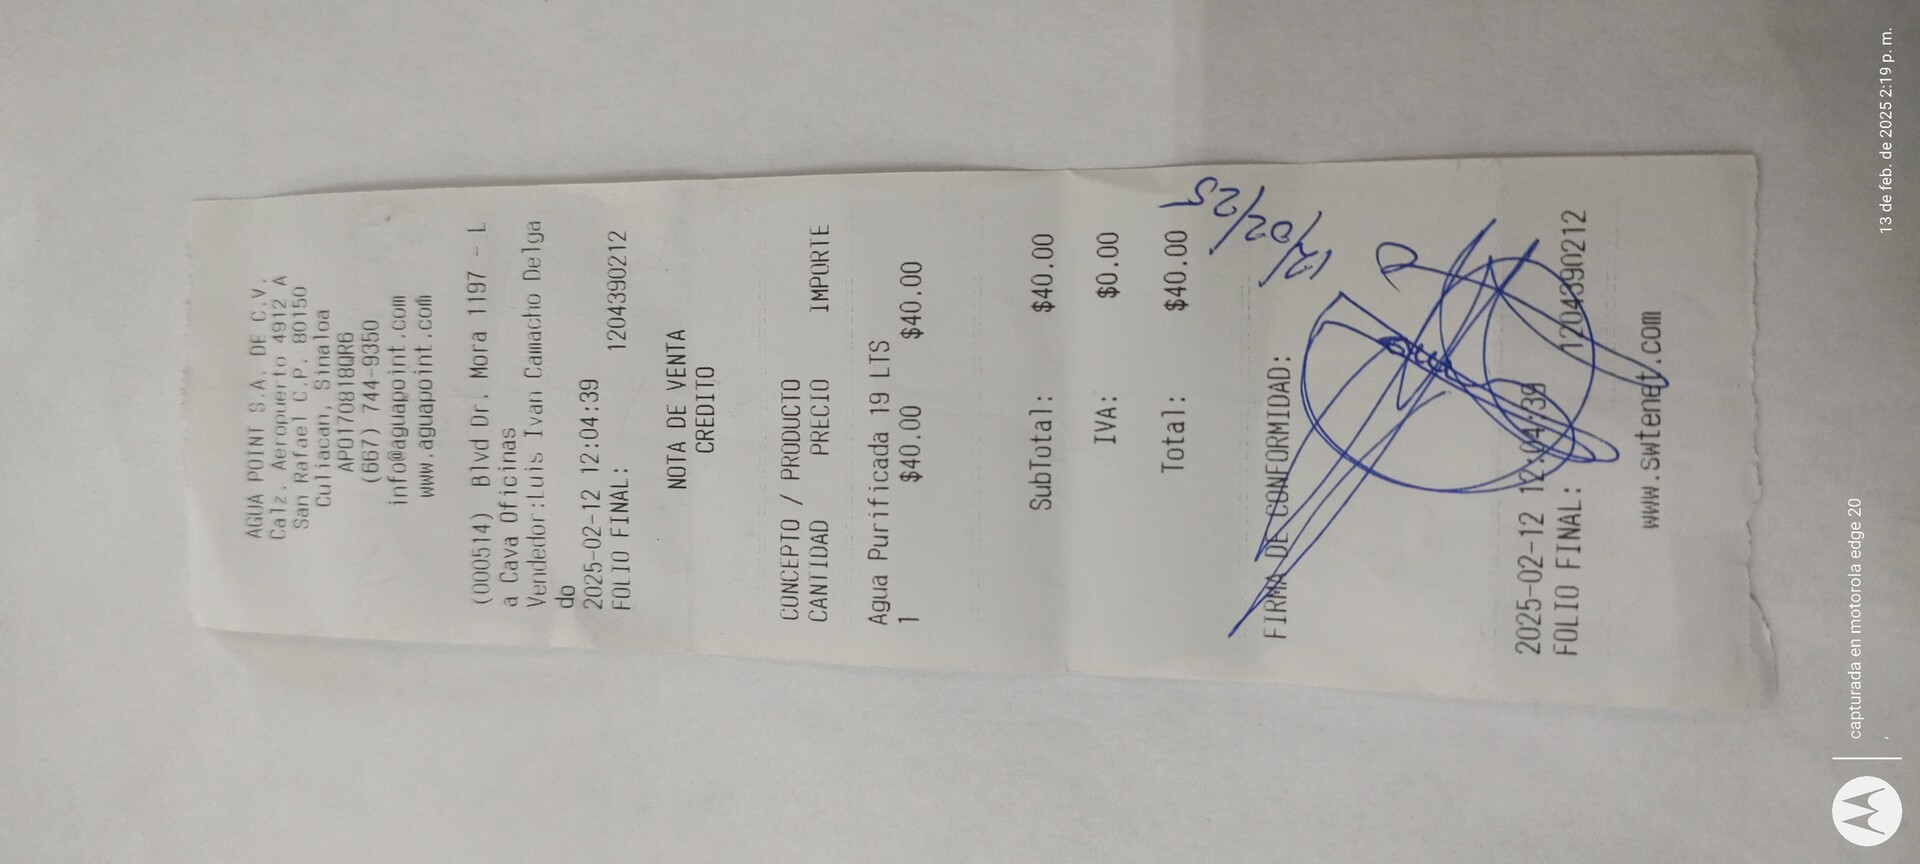 AGUA POINT S.A. DE C.V.
Calz. Aeropuerto 4912 A
San Rafael C.P. 80150
Culiacan, Sinaloa
APO170818QR6
(667) 744-9350
info@aguapoint.com
www.aguapoint.com
(000514) Blvd Dr. Mora 1197 - L
a Cava Oficinas
Vendedor:Luis Ivan Camacho Delga
do
2025-02-12 12:04:39
FOLIO FINAL: 1204390212
NOTA DE VENTA
CREDITO
CONCEPTO / PRODUCTO
CANTIDAD PRECIO IMPORTE
Agua Purificada 19 LTS
1 $40.00 $40.00
SubTotal: $40.00
IVA: $0.00
Total: $40.00
12/02/25
FIRMA DE CONFORMIDAD:
2025-02-12 12:04:39
FOLIO FINAL: 1204390212
www.swtenet.com
capturada en motorola edge 20
13 de feb. de 2025 2:19 p. m.